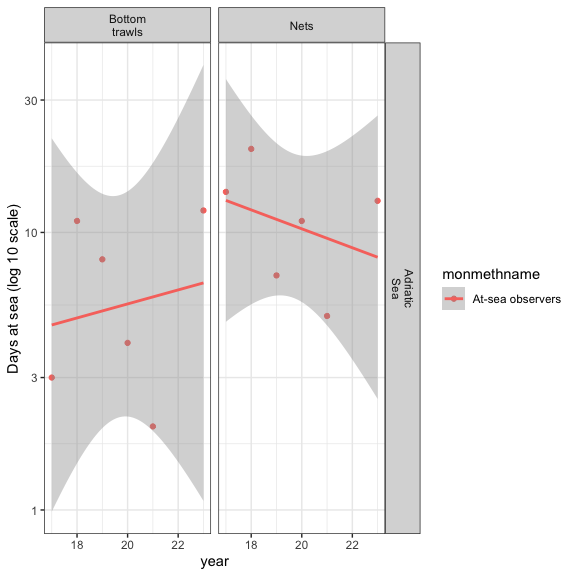 Bottom
trawls
Nets
Adriatic
Sea
Days at sea (log 10 scale)
30
10
3
1
18
20
22
18
20
22
year
monmethname
At-sea observers